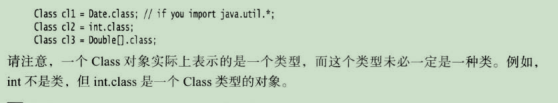 Class cl1 = Date.class; // if you import java.util.*;
Class cl2 = int.class;
Class cl3 = Double[].class;
请注意，一个 Class 对象实际上表示的是一个类型，而这个类型未必一定是一种类。例如，
int 不是类，但 int.class 是一个 Class 类型的对象。